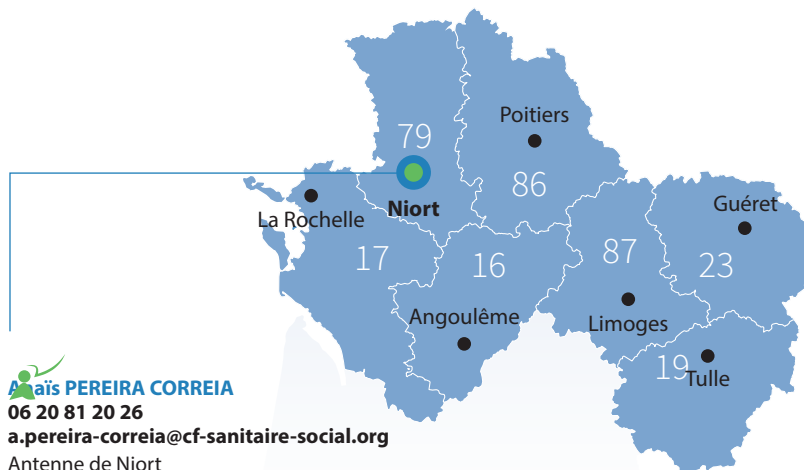 79
Poitiers
86
Niort
La Rochelle
17
16
87
Guéret
23
Angoulême
Limoges
19
Tulle
Anaïs PEREIRA CORREIA
06 20 81 20 26
a.pereira-correia@cf-sanitaire-social.org
Antenne de Niort